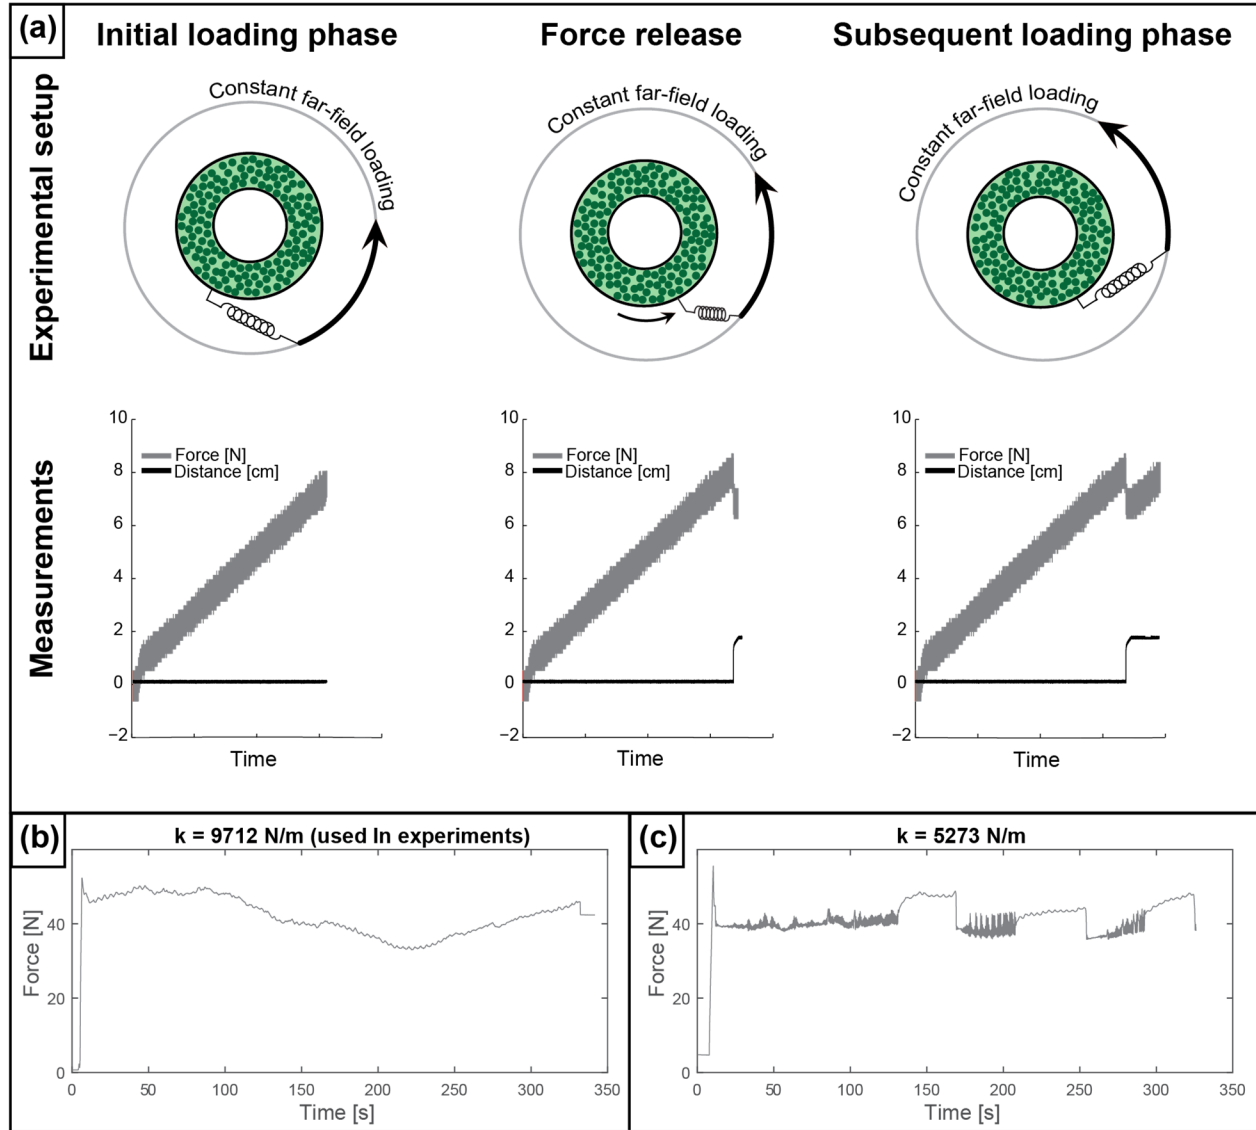 (a)
Initial loading phase
Force release
Subsequent loading phase
Experimental setup
Constant far-field loading
Constant far-field loading
Constant far-field loading
Measurements
10
8
6
4
2
0
−2
Force [N]
Distance [cm]
Time
10
8
6
4
2
0
−2
Force [N]
Distance [cm]
Time
10
8
6
4
2
0
−2
Force [N]
Distance [cm]
Time
(b)
k = 9712 N/m (used In experiments)
Force [N]
40
20
0
0 50 100 150 200 250 300 350
Time [s]
(c)
k = 5273 N/m
Force [N]
40
20
0
0 50 100 150 200 250 300 350
Time [s]